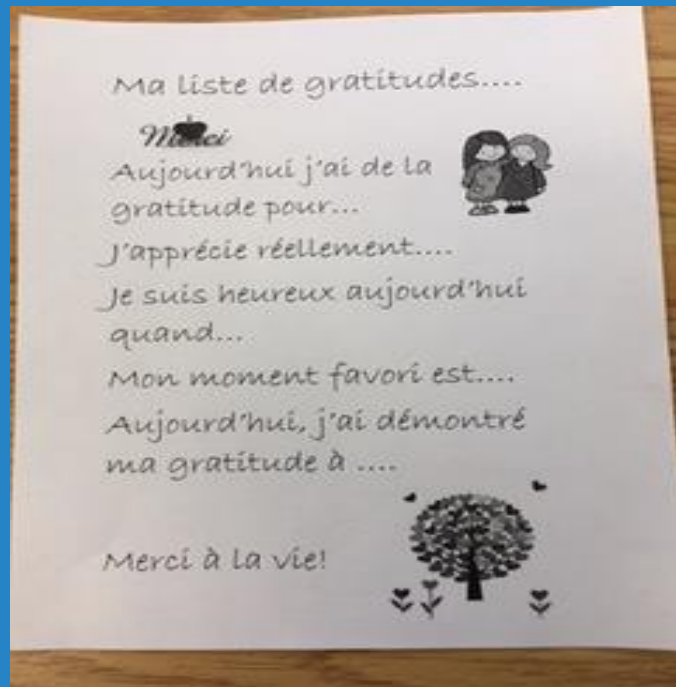 Ma liste de gratitudes....
Merci
Aujourd'hui j'ai de la
gratitude pour...
J'apprécie réellement....
Je suis heureux aujourd'hui
quand...
Mon moment favori est....
Aujourd'hui, j'ai démontré
ma gratitude à ....
Merci à la vie!